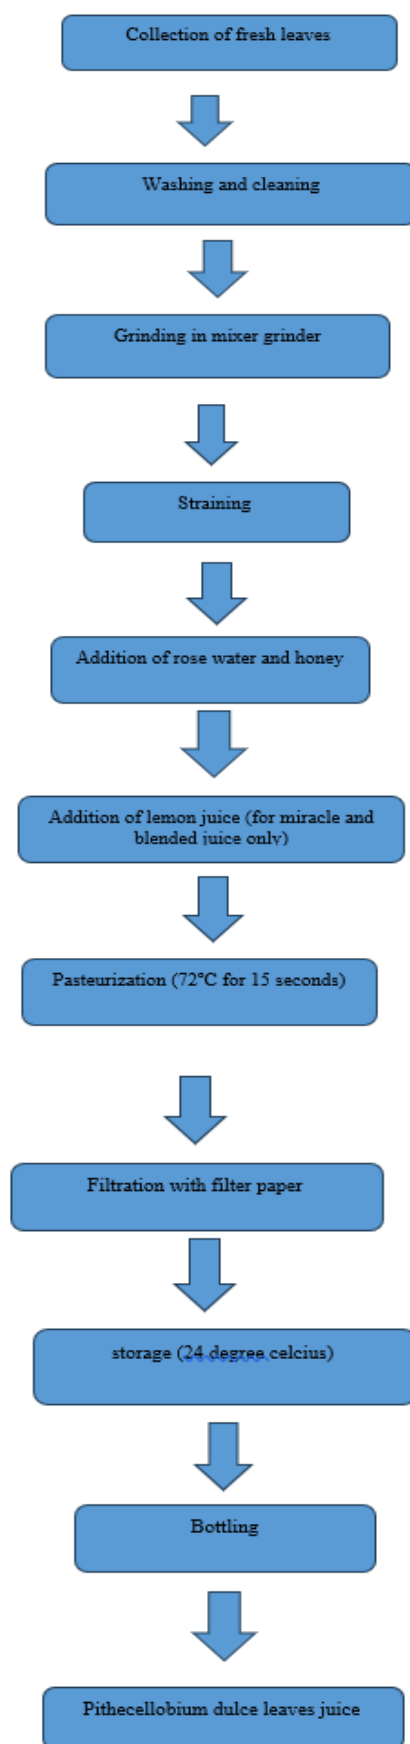 Collection of fresh leaves
Washing and cleaning
Grinding in mixer grinder
Straining
Addition of rose water and honey
Addition of lemon juice (for miracle and
blended juice only)
Pasteurization (72°C for 15 seconds)
Filtration with filter paper
storage (24 degree celcius)
Bottling
Pithecellobium dulce leaves juice